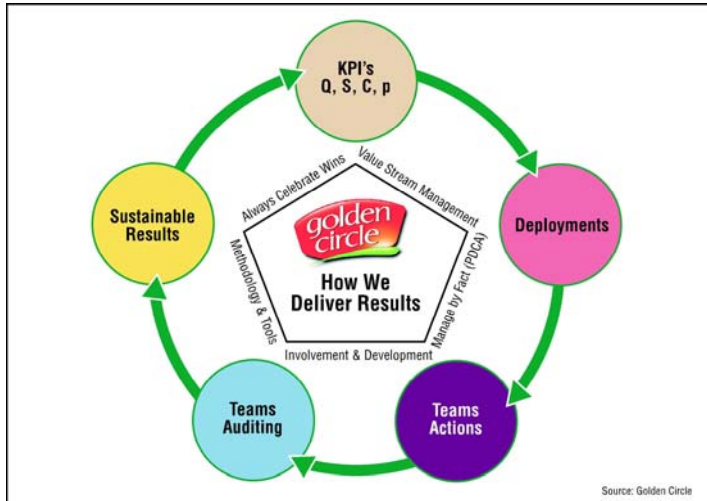 KPI's
Q, S, C, p
Deployments
Teams
Actions
Teams
Auditing
Sustainable
Results
Always Celebrate Wins
Value Stream Management
Manage by Fact (PDCA)
Involvement & Development
Methodology & Tools
golden
circle
How We
Deliver Results
Source: Golden Circle